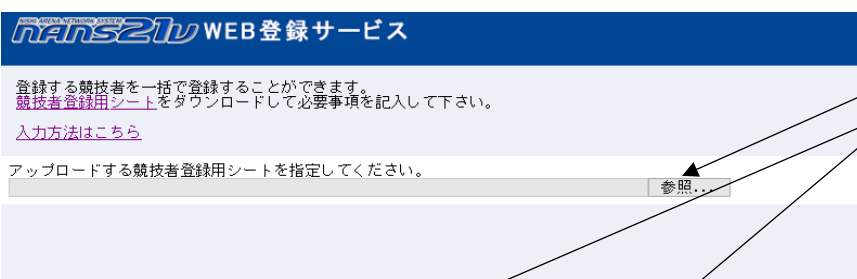 NISHI ARENA NETWORK SYSTEM
NANS21V WEB登録サービス
登録する競技者を一括で登録することができます。
競技者登録用シートをダウンロードして必要事項を記入して下さい。
入力方法はこちら
アップロードする競技者登録用シートを指定してください。
参照...